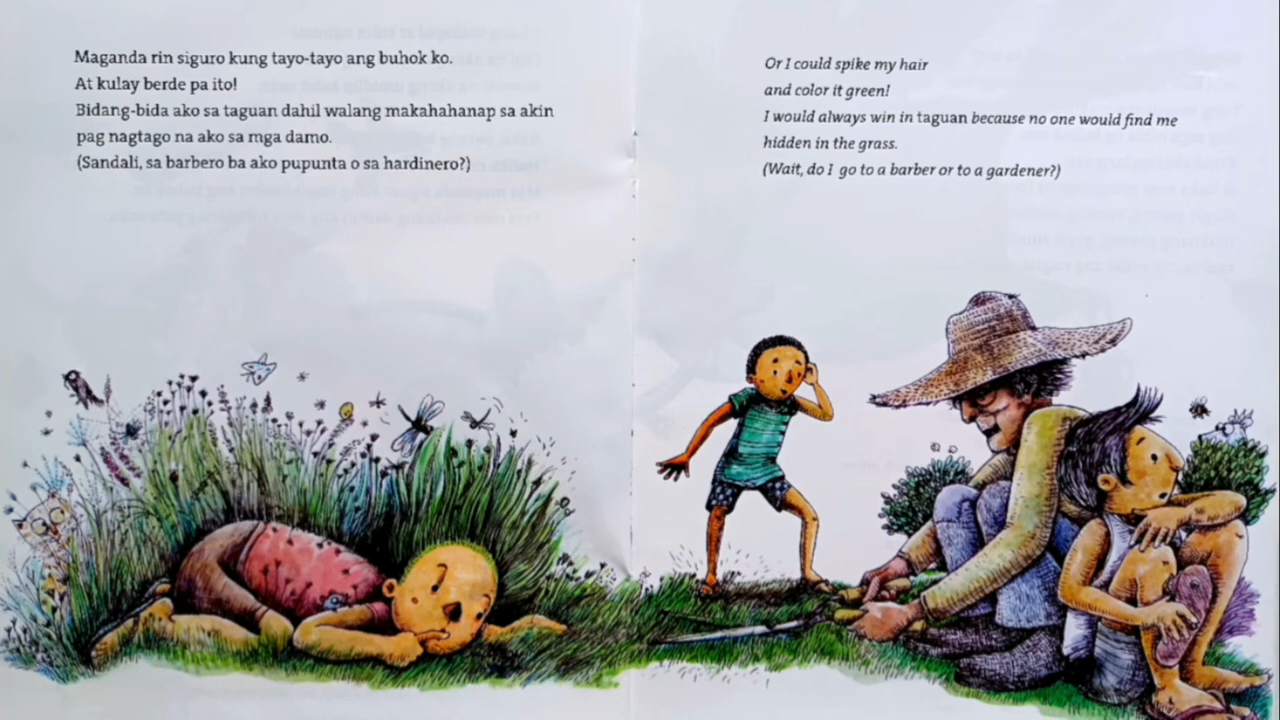 Maganda rin siguro kung tayo-tayo ang buhok ko.
At kulay berde pa ito!
Bidang-bida ako sa taguan dahil walang makahahanap sa akin
pag nagtago na ako sa mga damo.
(Sandali, sa barbero ba ako pupunta o sa hardinero?)
Or I could spike my hair
and color it green!
I would always win in taguan because no one would find me
hidden in the grass.
(Wait, do I go to a barber or to a gardener?)